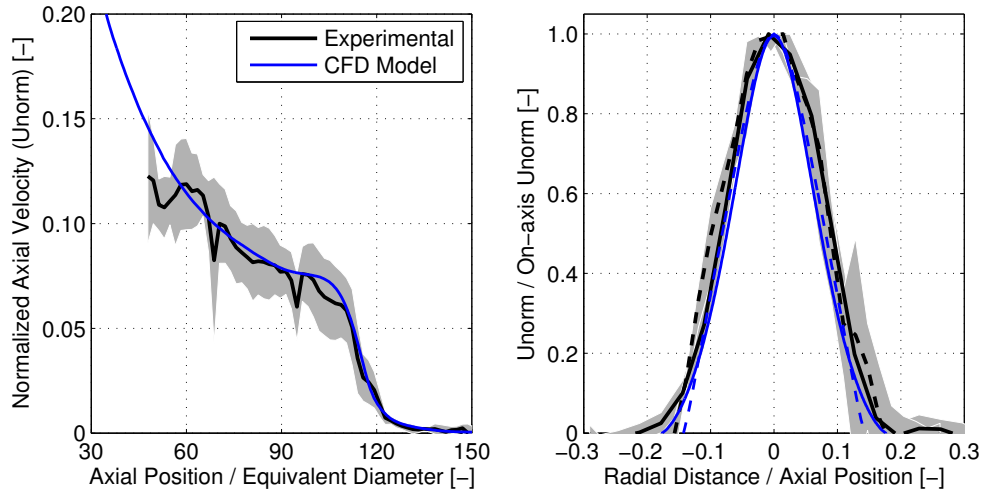 Normalized Axial Velocity (Unorm) [−]
0.20
0.15
0.10
0.05
0
30 60 90 120 150
Axial Position / Equivalent Diameter [−]
Experimental
CFD Model
Unorm / On−axis Unorm [−]
1.0
0.8
0.6
0.4
0.2
0
−0.3 −0.2 −0.1 0 0.1 0.2 0.3
Radial Distance / Axial Position [−]